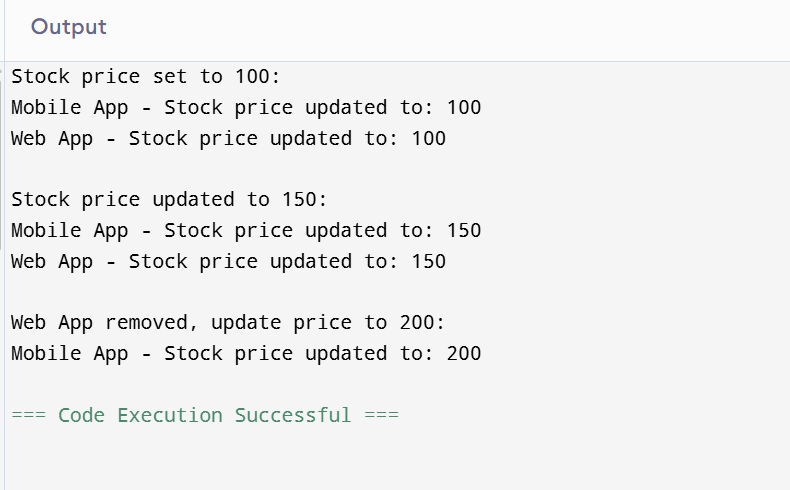 Output
Stock price set to 100:
Mobile App - Stock price updated to: 100
Web App - Stock price updated to: 100
Stock price updated to 150:
Mobile App - Stock price updated to: 150
Web App - Stock price updated to: 150
Web App removed, update price to 200:
Mobile App - Stock price updated to: 200
=== Code Execution Successful ===